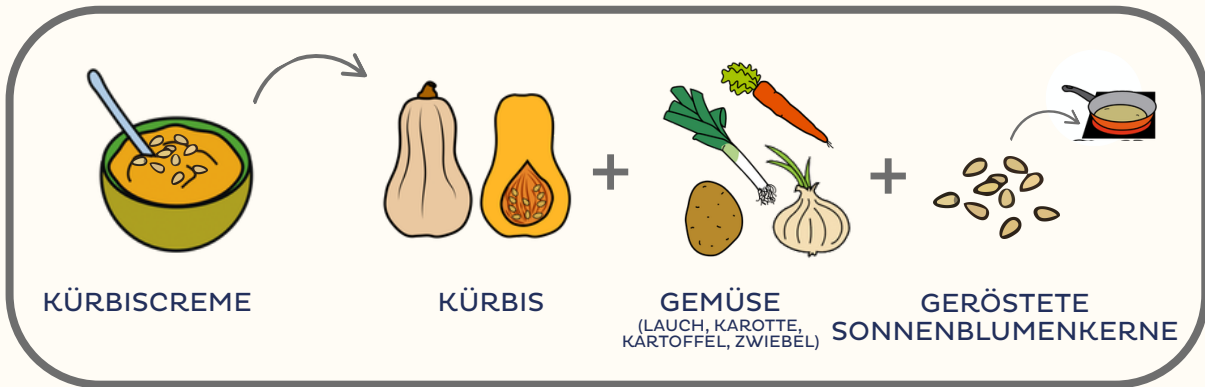 KÜRBISCREME
KÜRBIS
GEMÜSE
(LAUCH, KAROTTE,
KARTOFFEL, ZWIEBEL)
GERÖSTETE
SONNENBLUMENKERNE